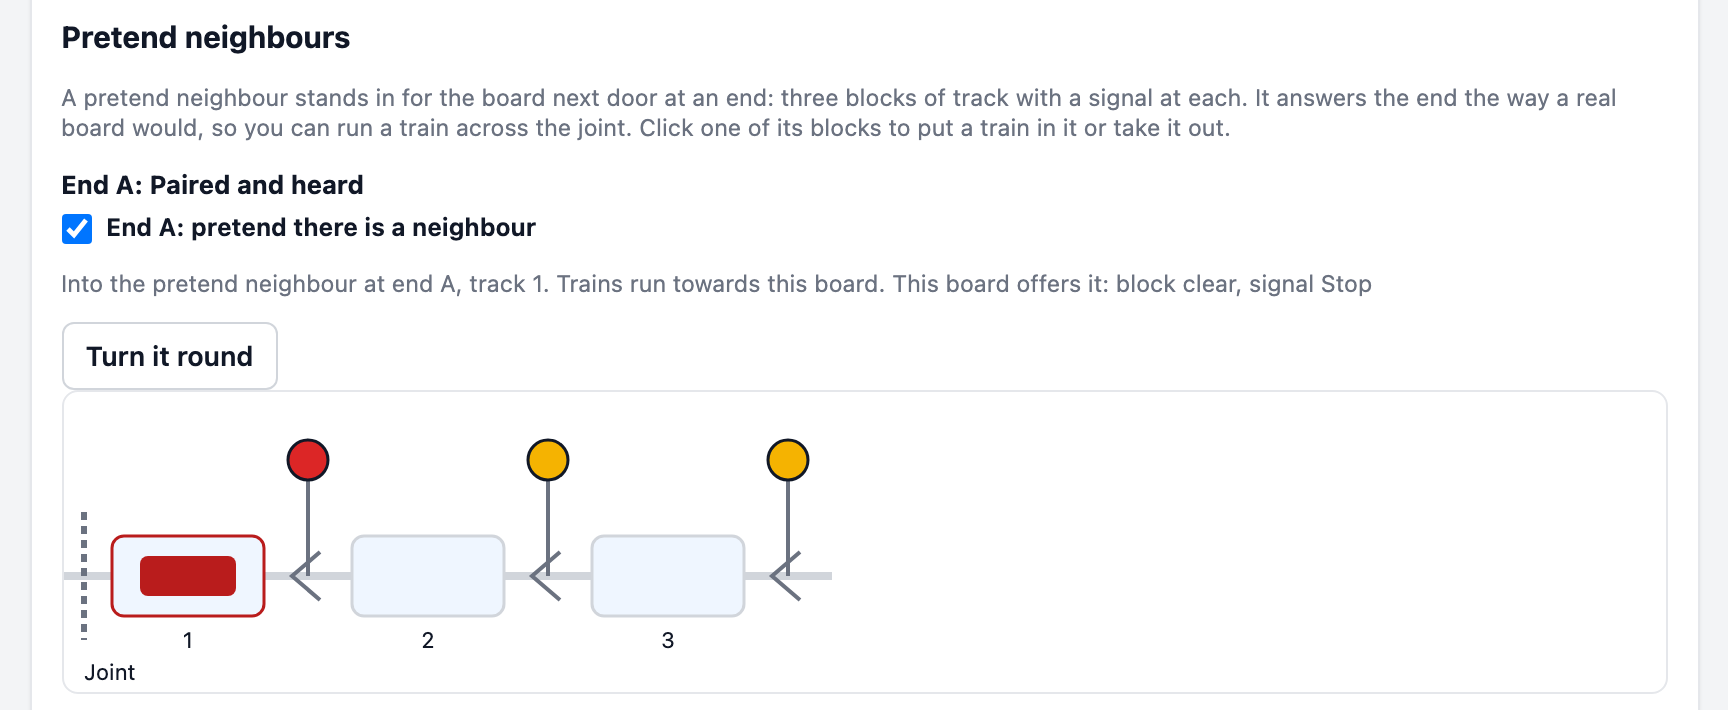 Pretend neighbours
A pretend neighbour stands in for the board next door at an end: three blocks of track with a signal at each. It answers the end the way a real
board would, so you can run a train across the joint. Click one of its blocks to put a train in it or take it out.
End A: Paired and heard
End A: pretend there is a neighbour
Into the pretend neighbour at end A, track 1. Trains run towards this board. This board offers it: block clear, signal Stop
Turn it round
1 2 3
Joint